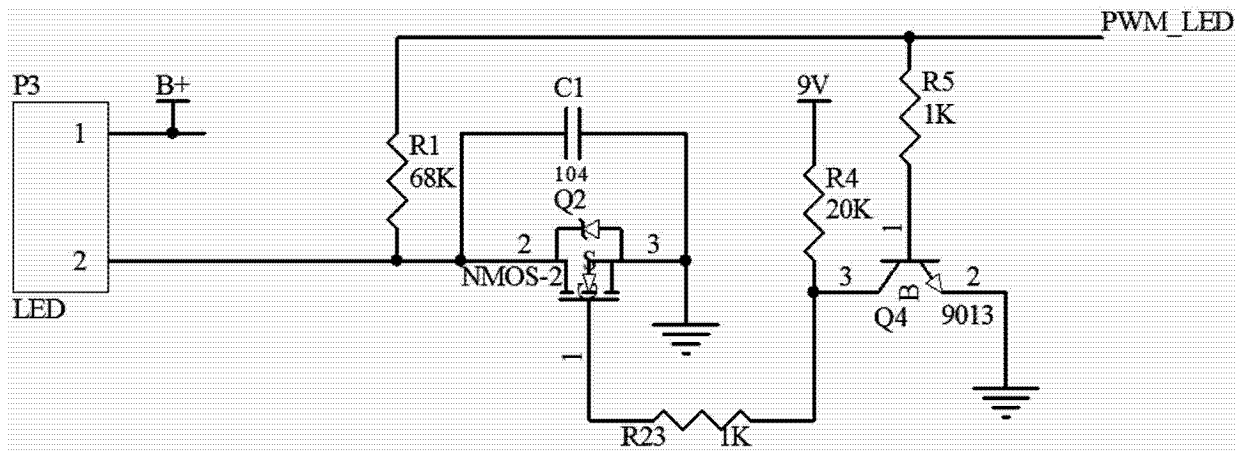 PWM_LED
P3
B+
C1
9V
R5
1K
1
R1
68K
104
Q2
R4
20K
1
2
2
S
3
NMOS-2
G
LED
3
B
2
Q4
9013
1
R23
1K